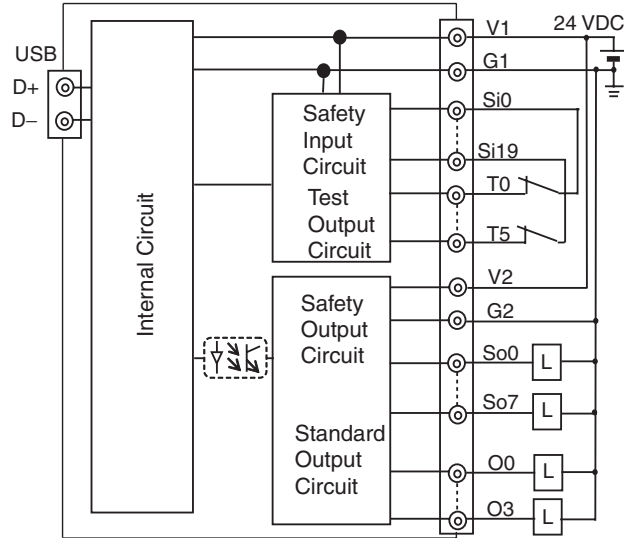 V1
24 VDC
USB
G1
D+
Si0
Safety
Input
Circuit
D–
Si19
Test
Output
Circuit
T0
T5
Internal Circuit
V2
Safety
Output
Circuit
G2
So0
L
So7
L
Standard
Output
Circuit
O0
L
O3
L